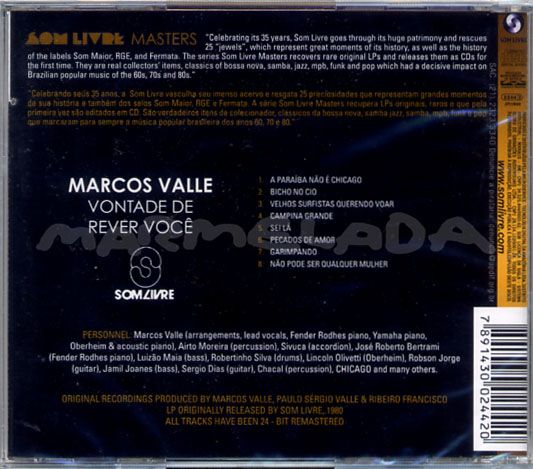 SOM LIVRE MASTERS
"Celebrating its 35 years, Som Livre goes through its huge patrimony and rescues
25 "jewels", which represent great moments of its history, as well as the history
of the labels Som Maior, RGE, and Fermata. The series Som Livre Masters recovers rare original LPs and releases them as CDs for
the first time. They are real collectors' items, classics of bossa nova, samba, jazz, mpb, funk and pop which had a decisive impact on
Brazilian popular music of the 60s, 70s and 80s."
"Celebrando seus 35 anos, a Som Livre vasculha seu imenso acervo e resgata 25 preciosidades que representam grandes momentos
de sua história e também dos selos Som Maior, RGE e Fermata. A série Som Livre Masters recupera LPs originais, raros e que pela
primeira vez são editados em CD. São verdadeiros itens de colecionador, clássicos da bossa nova, samba, jazz, mpb, funk e pop
que marcaram para sempre a música popular brasileira dos anos 60, 70 e 80."
MARCOS VALLE
VONTADE DE
REVER VOCÊ
SOM LIVRE
1 A PARAÍBA NÃO É CHICAGO
2 BICHO NO CIO
3 VELHOS SURFISTAS QUERENDO VOAR
4 CAMPINA GRANDE
5 SEI LÁ
6 PECADOS DE AMOR
7 GARIMPANDO
8 NÃO PODE SER QUALQUER MULHER
MARMELADA
PERSONNEL: Marcos Valle (arrangements, lead vocals, Fender Rodhes piano, Yamaha piano,
Oberheim & acoustic piano), Airto Moreira (percussion), Sivuca (accordion), José Roberto Bertrami
(Fender Rodhes piano), Luizão Maia (bass), Robertinho Silva (drums), Lincoln Olivetti (Oberheim), Robson Jorge
(guitar), Jamil Joanes (bass), Sergio Dias (guitar), Chacal (percussion), CHICAGO and many others.
ORIGINAL RECORDINGS PRODUCED BY MARCOS VALLE, PAULO SERGIO VALLE & RIBEIRO FRANCISCO
LP ORIGINALLY RELEASED BY SOM LIVRE, 1980
ALL TRACKS HAVE BEEN 24 - BIT REMASTERED
www.somlivre.com
7 891430 024420